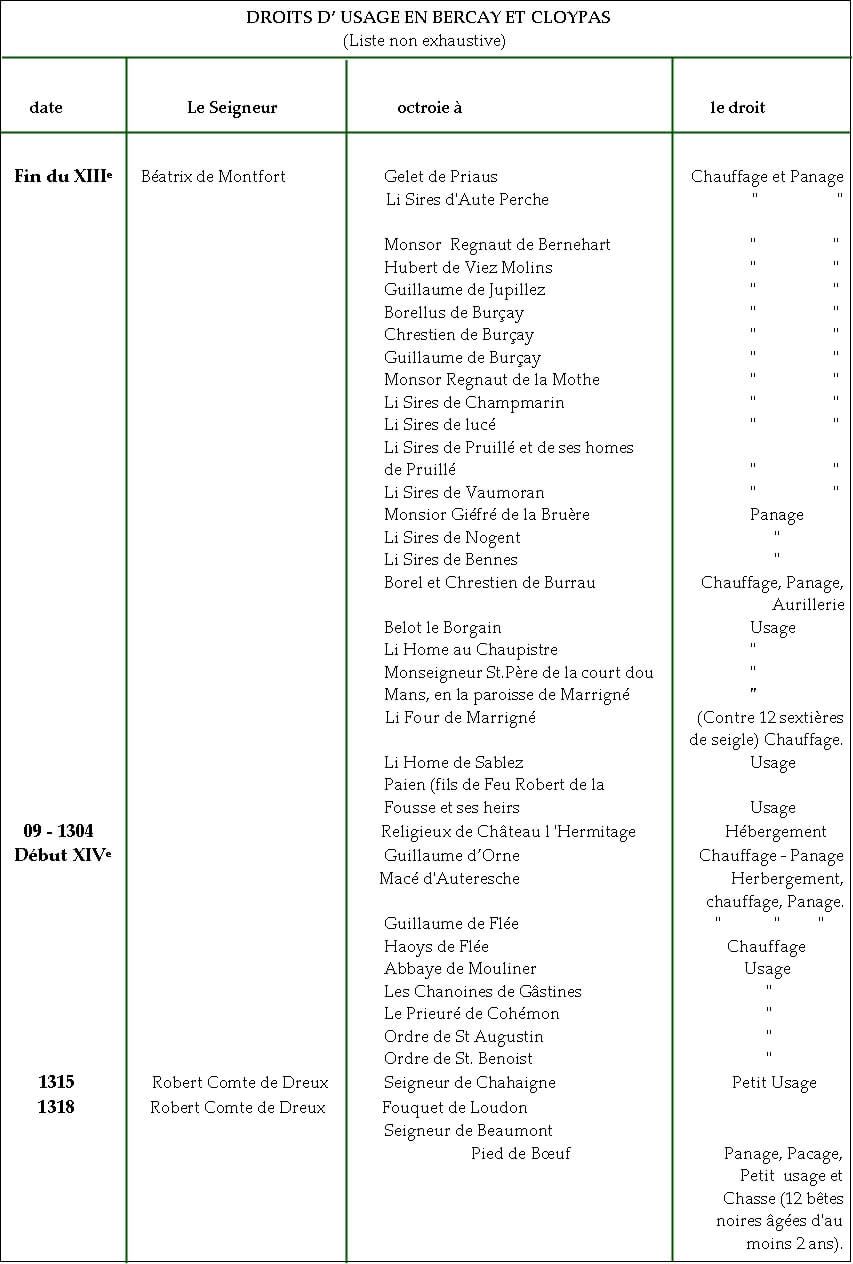 DROITS D’ USAGE EN BERCAY ET CLOYPAS
(Liste non exhaustive)
date Le Seigneur octroie à le droit
Fin du XIIIe Béatrix de Montfort Gelet de Priaus Chauffage et Panage
Li Sires d'Aute Perche " "
Monsor Regnaut de Bernehart " "
Hubert de Viez Molins " "
Guillaume de Jupillez " "
Borellus de Burçay " "
Chrestien de Burçay " "
Guillaume de Burçay " "
Monsor Regnaut de la Mothe " "
Li Sires de Champmarin " "
Li Sires de lucé " "
Li Sires de Pruillé et de ses homes
de Pruillé " "
Li Sires de Vaumoran " "
Monsior Giéfré de la Bruère Panage
Li Sires de Nogent "
Li Sires de Bennes "
Borel et Chrestien de Burrau Chauffage, Panage,
Aurillerie
Belot le Borgain Usage
Li Home au Chaupistre "
Monseigneur St.Père de la court dou "
Mans, en la paroisse de Marrigné "
Li Four de Marrigné (Contre 12 sextières
de seigle) Chauffage.
Li Home de Sablez Usage
Paien (fils de Feu Robert de la
Fousse et ses heirs Usage
09 - 1304 Religieux de Château l 'Hermitage Hébergement
Début XIVe Guillaume d’Orne Chauffage - Panage
Macé d'Auteresche Herbergement,
chauffage, Panage.
Guillaume de Flée " " "
Haoys de Flée Chauffage
Abbaye de Mouliner Usage
Les Chanoines de Gâstines "
Le Prieuré de Cohémon "
Ordre de St Augustin "
Ordre de St. Benoist "
1315 Robert Comte de Dreux Seigneur de Chahaigne Petit Usage
1318 Robert Comte de Dreux Fouquet de Loudon
Seigneur de Beaumont
Pied de Bœuf Panage, Pacage,
Petit usage et
Chasse (12 bêtes
noires âgées d'au
moins 2 ans).